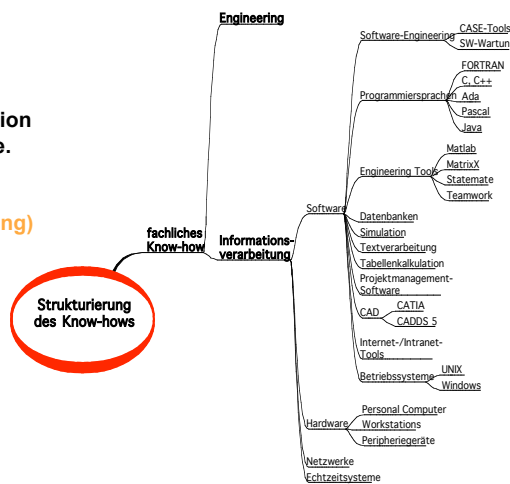 Engineering
CASE-Tools
Software-Engineering
SW-Wartun
FORTRAN
C, C++
Programmiersprachen
Ada
Pascal
Java
tion
e.
Matlab
MatrixX
Engineering Tools
Statemate
Teamwork
Software
ng)
Datenbanken
fachliches
Know-how
Informations-
verarbeitung
Simulation
Textverarbeitung
Tabellenkalkulation
Projektmanagement-
Software
Strukturierung
des Know-hows
CAD
CATIA
CADDS 5
Internet-/Intranet-
Tools
Betriebssysteme
UNIX
Windows
Personal Computer
Hardware
Workstations
Peripheriegeräte
Netzwerke
Echtzeitsysteme